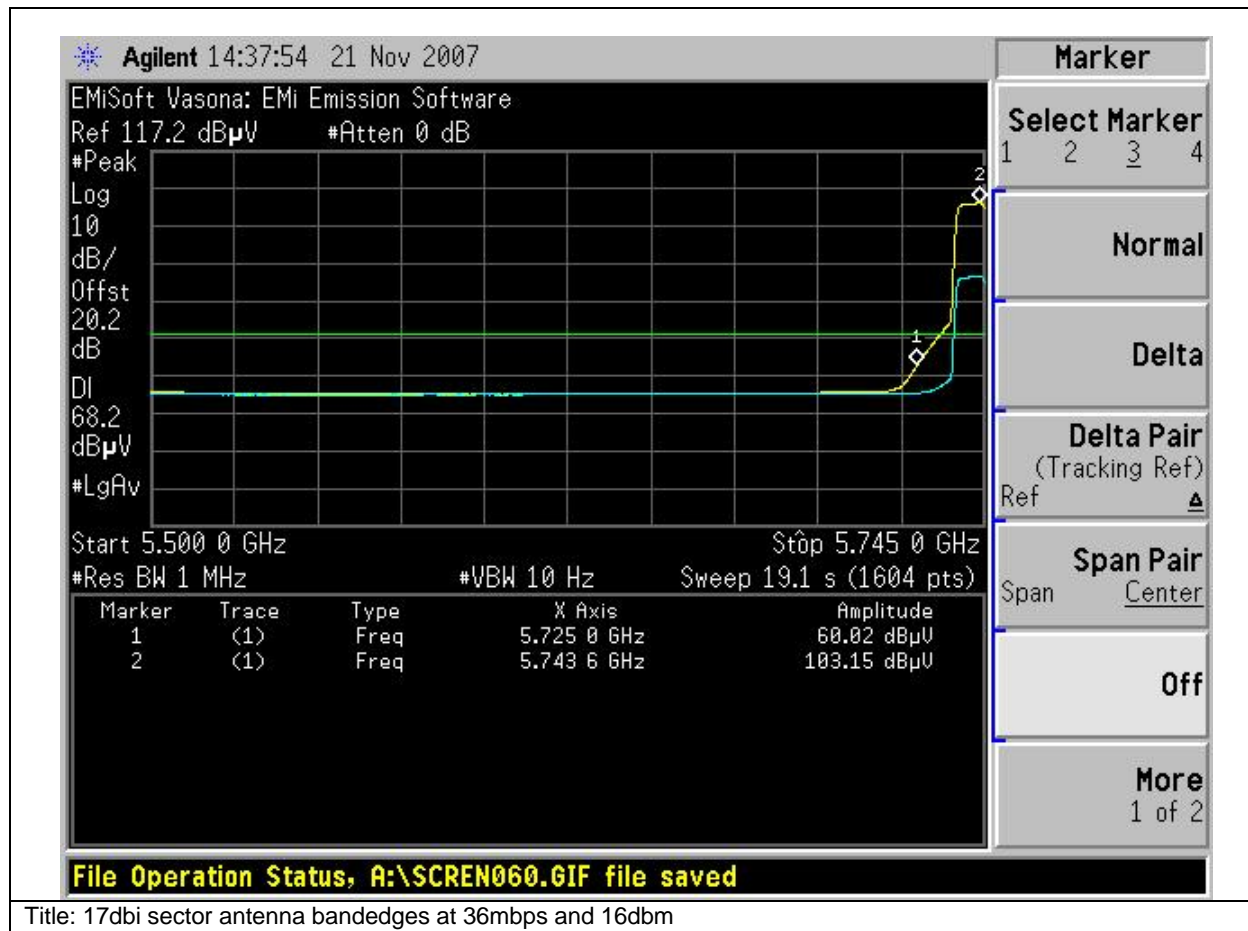 Agilent 14:37:54 21 Nov 2007
Marker
EMiSoft Vasona: EMi Emission Software
Ref 117.2 dBµV #Atten 0 dB
#Peak
Log
10
dB/
Offst
20.2
dB
DI
68.2
dBµV
#LgAv
1
2
Start 5.500 0 GHz Stop 5.745 0 GHz
#Res BW 1 MHz #VBW 10 Hz Sweep 19.1 s (1604 pts)
Marker Trace Type X Axis Amplitude
1 (1) Freq 5.725 0 GHz 60.02 dBµV
2 (1) Freq 5.743 6 GHz 103.15 dBµV
Select Marker
1 2 3 4
Normal
Delta
Delta Pair
(Tracking Ref)
Ref Δ
Span Pair
Span Center
Off
More
1 of 2
File Operation Status, A:\SCREN060.GIF file saved
Title: 17dbi sector antenna bandedges at 36mbps and 16dbm